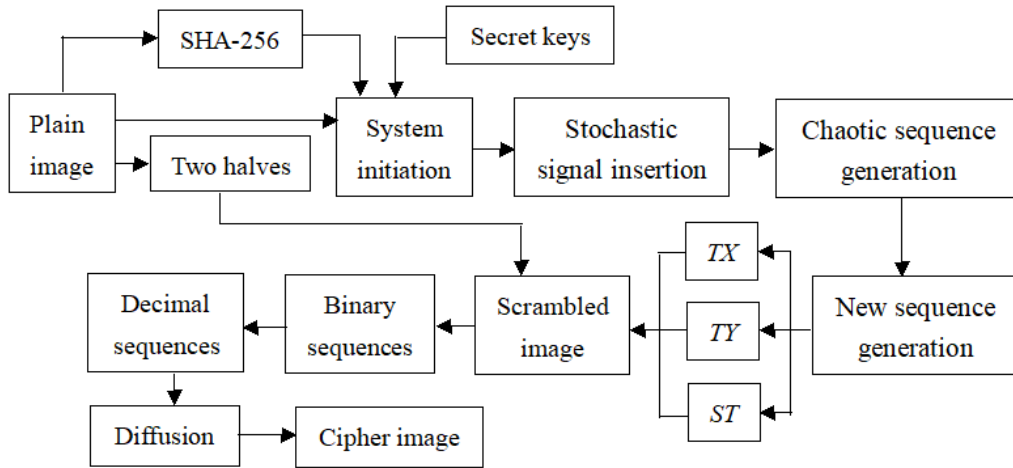 SHA-256
Secret keys
Plain
image
System
initiation
Stochastic
signal insertion
Chaotic sequence
generation
Two halves
TX
TY
ST
New sequence
generation
Scrambled
image
Binary
sequences
Decimal
sequences
Diffusion
Cipher image